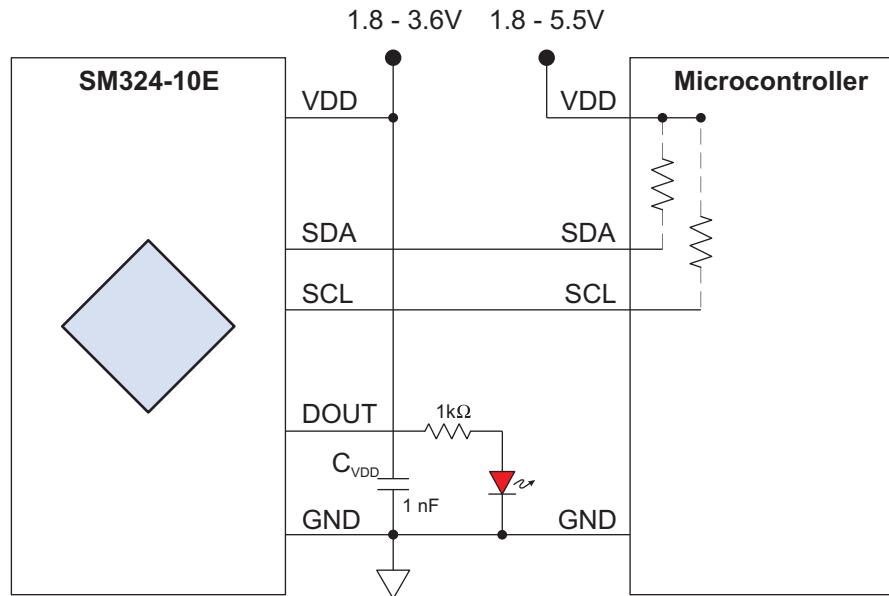 1.8 - 3.6V
1.8 - 5.5V
SM324-10E
Microcontroller
VDD
VDD
SDA
SDA
SCL
SCL
DOUT
1kΩ
CVDD
1 nF
GND
GND